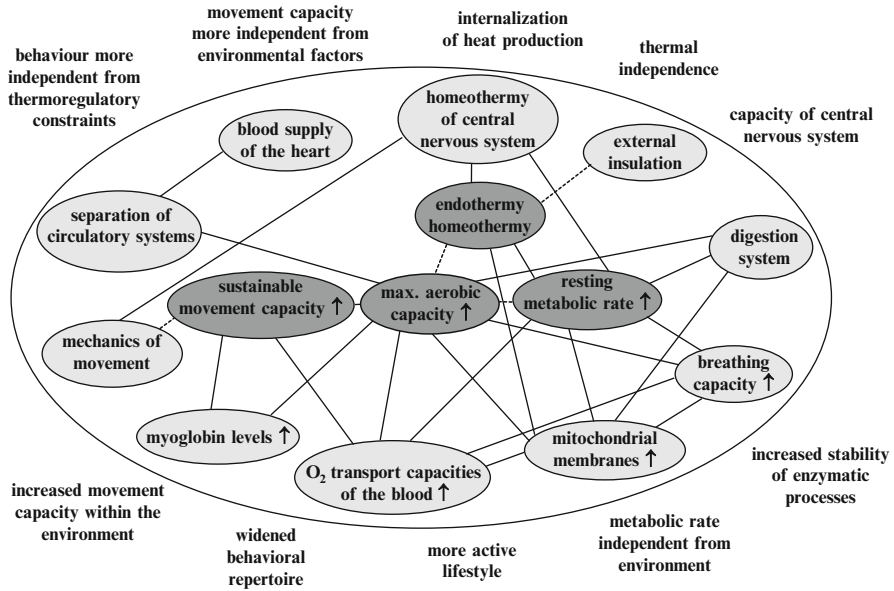 movement capacity
more independent from
environmental factors
internalization
of heat production
thermal
independence
behaviour more
independent from
thermoregulatory
constraints
capacity of central
nervous system
homeothermy
of central
nervous system
blood supply
of the heart
external
insulation
endothermy
homeothermy
separation of
circulatory systems
digestion
system
sustainable
movement capacity ↑
max. aerobic
capacity ↑
resting
metabolic rate ↑
mechanics of
movement
breathing
capacity ↑
myoglobin levels ↑
O₂ transport capacities
of the blood ↑
mitochondrial
membranes ↑
increased stability
of enzymatic
processes
increased movement
capacity within the
environment
widened
behavioral
repertoire
more active
lifestyle
metabolic rate
independent from
environment